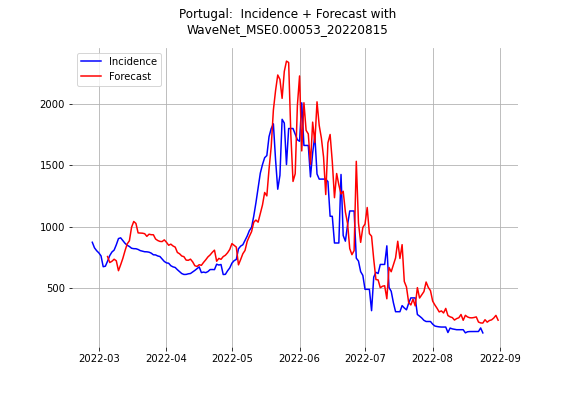 Portugal:  Incidence + Forecast with
WaveNet_MSE0.00053_20220815
Incidence
Forecast
2000
1500
1000
500
2022-03
2022-04
2022-05
2022-06
2022-07
2022-08
2022-09